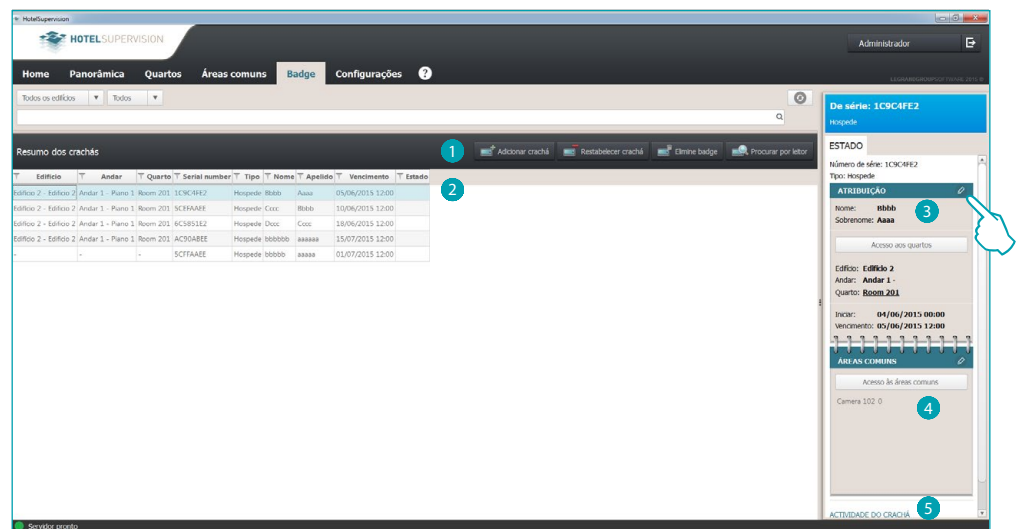 HotelSupervision
HOTELSUPERVISION
Administrador
Home Panorâmica Quartos Áreas comuns Badge Configurações ?
LEGRANDGROUPSOFTWARE 2015 ©
Todos os edifícios Todos
Resumo dos crachás
1
Adicionar crachá Restabelecer crachá Elimine badge Procurar por leitor
Edifício Andar Quarto Serial number Tipo Nome Apelido Vencimento Estado
2
Edifício 2 - Edificio 2 Andar 1 - Piano 1 Room 201 1C9C4FE2 Hospede Bbbb Aaaa 05/06/2015 12:00
Edifício 2 - Edificio 2 Andar 1 - Piano 1 Room 201 5CEFAAEE Hospede Cccc Bbbb 10/06/2015 12:00
Edifício 2 - Edificio 2 Andar 1 - Piano 1 Room 201 6C5851E2 Hospede Dccc Cccc 18/06/2015 12:00
Edifício 2 - Edificio 2 Andar 1 - Piano 1 Room 201 AC90ABEE Hospede bbbbbb aaaaaa 15/07/2015 12:00
- - - 5CFFAAEE Hospede bbbbb aaaaa 01/07/2015 12:00
De série: 1C9C4FE2
Hospede
ESTADO
Número de série: 1C9C4FE2
Tipo: Hospede
ATRIBUIÇÃO
Nome: Bbbb
3
Sobrenome: Aaaa
Acesso aos quartos
Edifício: Edifício 2
Andar: Andar 1 -
Quarto: Room 201
Iniciar: 04/06/2015 00:00
Vencimento: 05/06/2015 12:00
ÁREAS COMUNS
Acesso às áreas comuns
Camera 102 0
4
ACTIVIDADE DO CRACHÁ
5
Servidor pronto